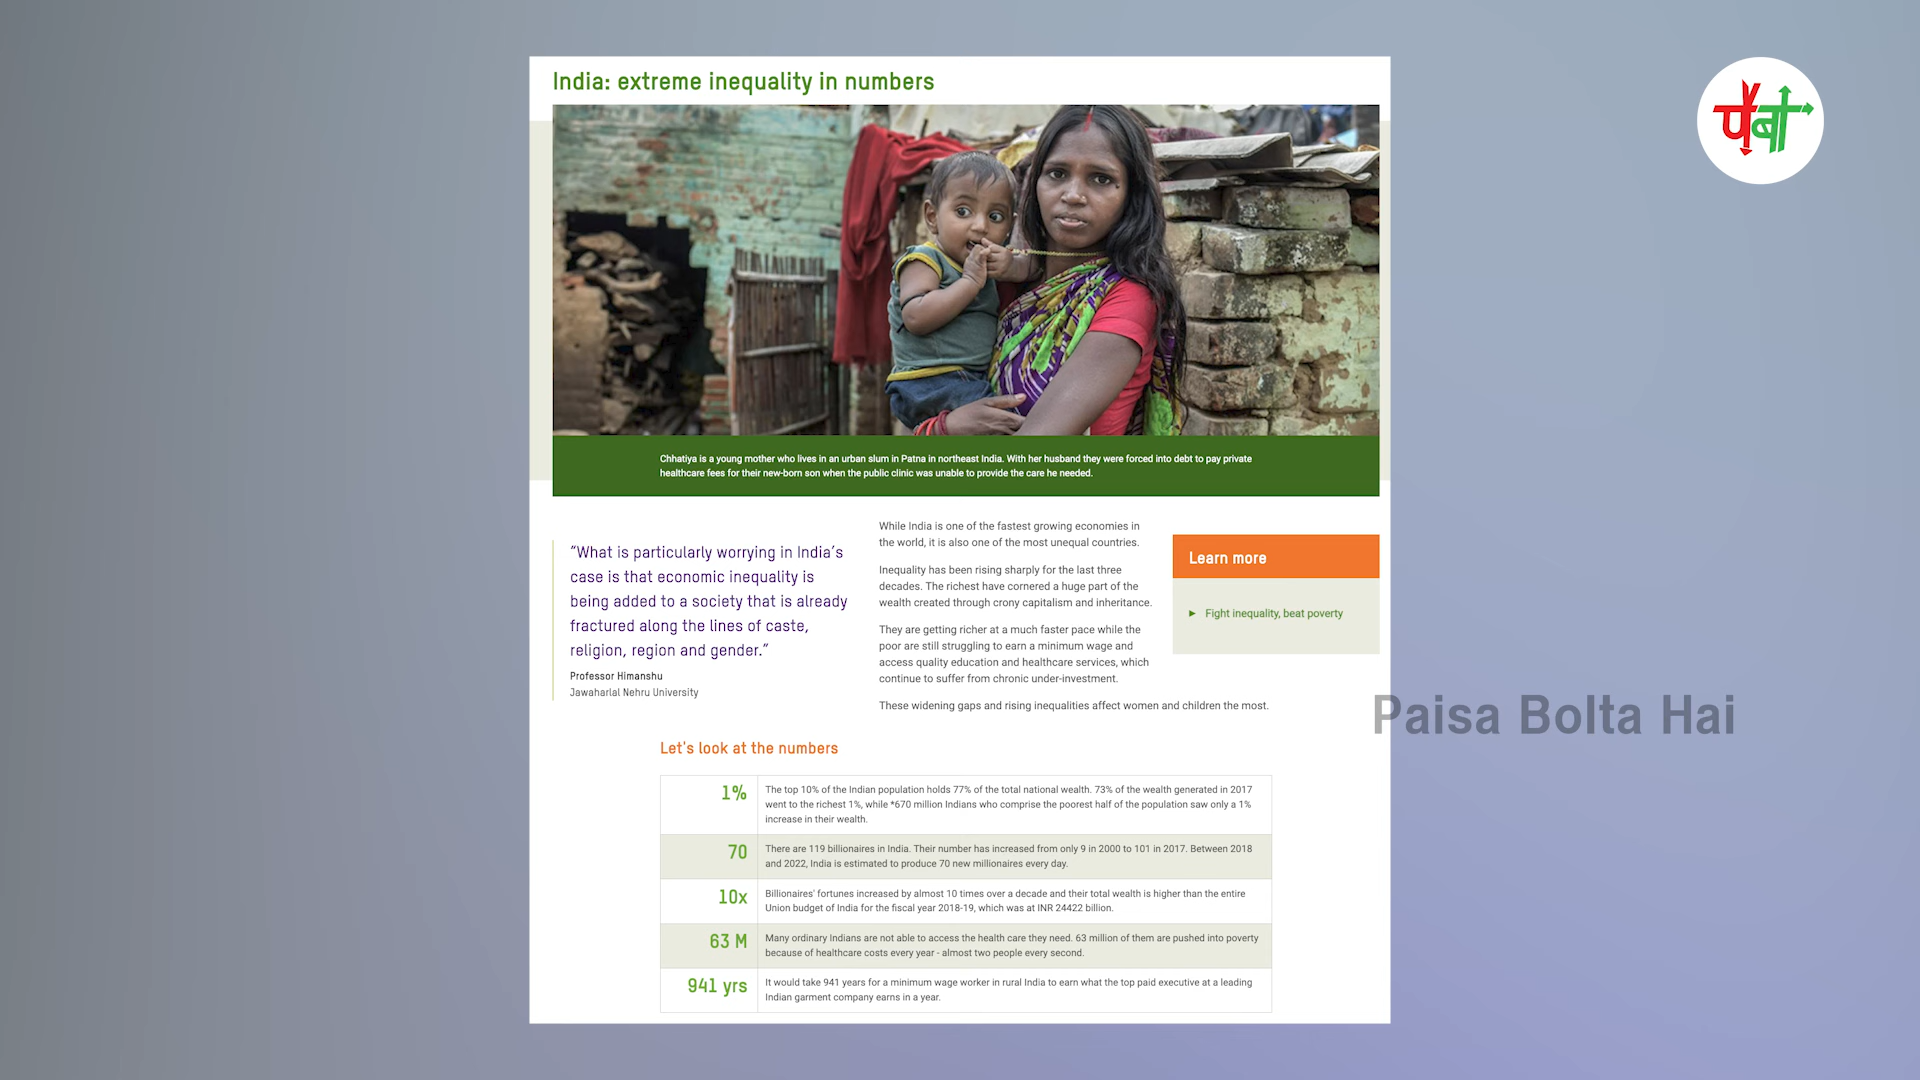 India: extreme inequality in numbers
पैबो
Chhatiya is a young mother who lives in an urban slum in Patna in northeast India. With her husband they were forced into debt to pay private
healthcare fees for their new-born son when the public clinic was unable to provide the care he needed.
“What is particularly worrying in India’s
case is that economic inequality is
being added to a society that is already
fractured along the lines of caste,
religion, region and gender.”
Professor Himanshu
Jawaharlal Nehru University
While India is one of the fastest growing economies in
the world, it is also one of the most unequal countries.
Inequality has been rising sharply for the last three
decades. The richest have cornered a huge part of the
wealth created through crony capitalism and inheritance.
They are getting richer at a much faster pace while the
poor are still struggling to earn a minimum wage and
access quality education and healthcare services, which
continue to suffer from chronic under-investment.
These widening gaps and rising inequalities affect women and children the most.
Learn more
► Fight inequality, beat poverty
Paisa Bolta Hai
Let's look at the numbers
1%
The top 10% of the Indian population holds 77% of the total national wealth. 73% of the wealth generated in 2017
went to the richest 1%, while *670 million Indians who comprise the poorest half of the population saw only a 1%
increase in their wealth.
70
There are 119 billionaires in India. Their number has increased from only 9 in 2000 to 101 in 2017. Between 2018
and 2022, India is estimated to produce 70 new millionaires every day.
10x
Billionaires' fortunes increased by almost 10 times over a decade and their total wealth is higher than the entire
Union budget of India for the fiscal year 2018-19, which was at INR 24422 billion.
63 M
Many ordinary Indians are not able to access the health care they need. 63 million of them are pushed into poverty
because of healthcare costs every year - almost two people every second.
941 yrs
It would take 941 years for a minimum wage worker in rural India to earn what the top paid executive at a leading
Indian garment company earns in a year.